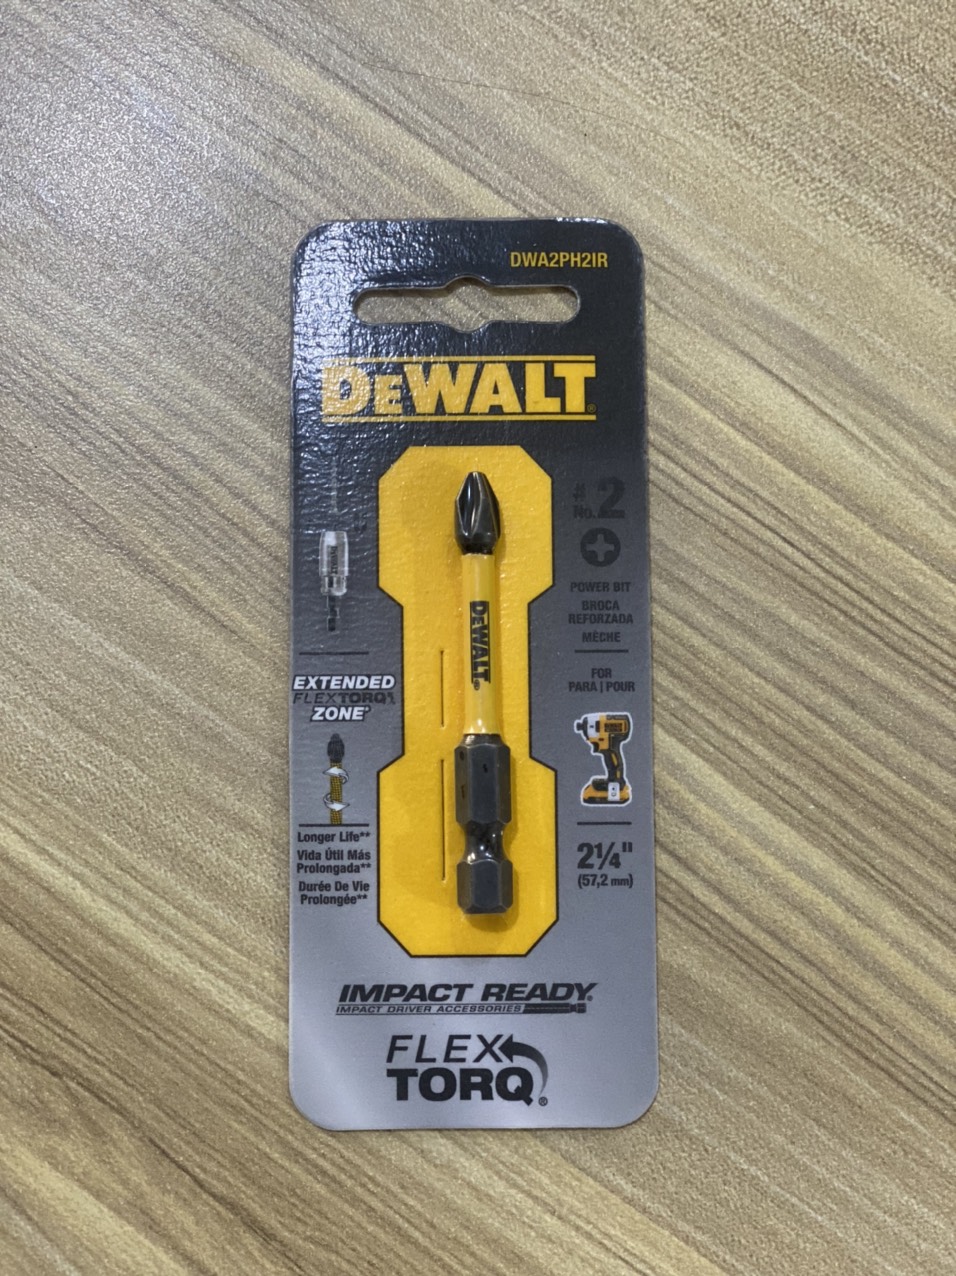 DWA2PH2IR
DEWALT®
# 2
No.
POWER BIT
BROCA
REFORZADA
MÈCHE
FOR
PARA | POUR
2¼"
(57,2 mm)
EXTENDED
FLEXTORQ
ZONE
Longer Life**
Vida Útil Más
Prolongada**
Durée De Vie
Prolongée**
DEWALT®
IMPACT READY®
IMPACT DRIVER ACCESSORIES
FLEX
TORQ®